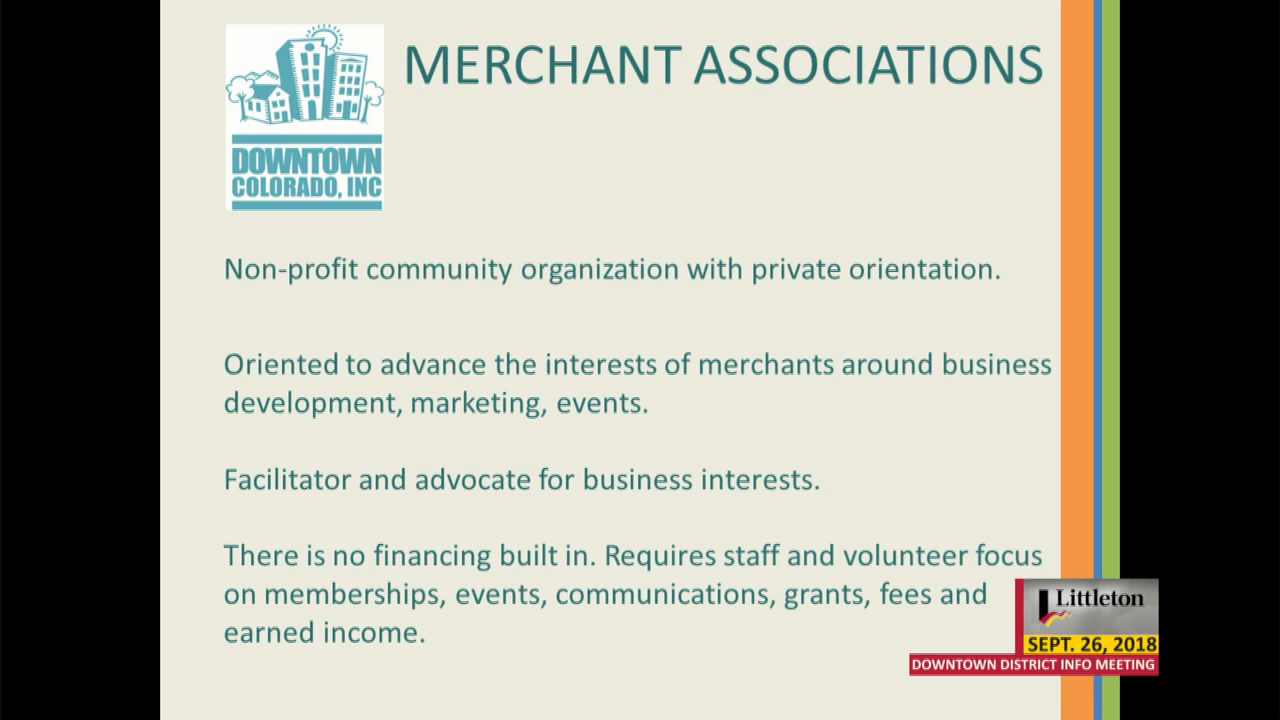 MERCHANT ASSOCIATIONS
DOWNTOWN
COLORADO, INC
Non-profit community organization with private orientation.
Oriented to advance the interests of merchants around business
development, marketing, events.
Facilitator and advocate for business interests.
There is no financing built in. Requires staff and volunteer focus
on memberships, events, communications, grants, fees and
earned income.
Littleton
SEPT. 26, 2018
DOWNTOWN DISTRICT INFO MEETING